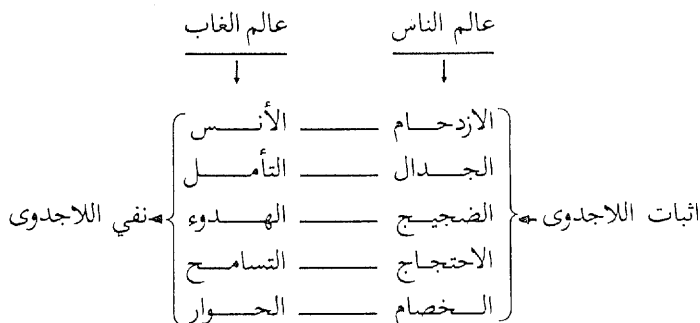 عالم الناس عالم الغاب
الازدحام الأنس
الجدال التأمل
اثبات اللاجدوى الضجيج الهدوء نفي اللاجدوى
الاحتجاج التسامح
الخصام الحوار